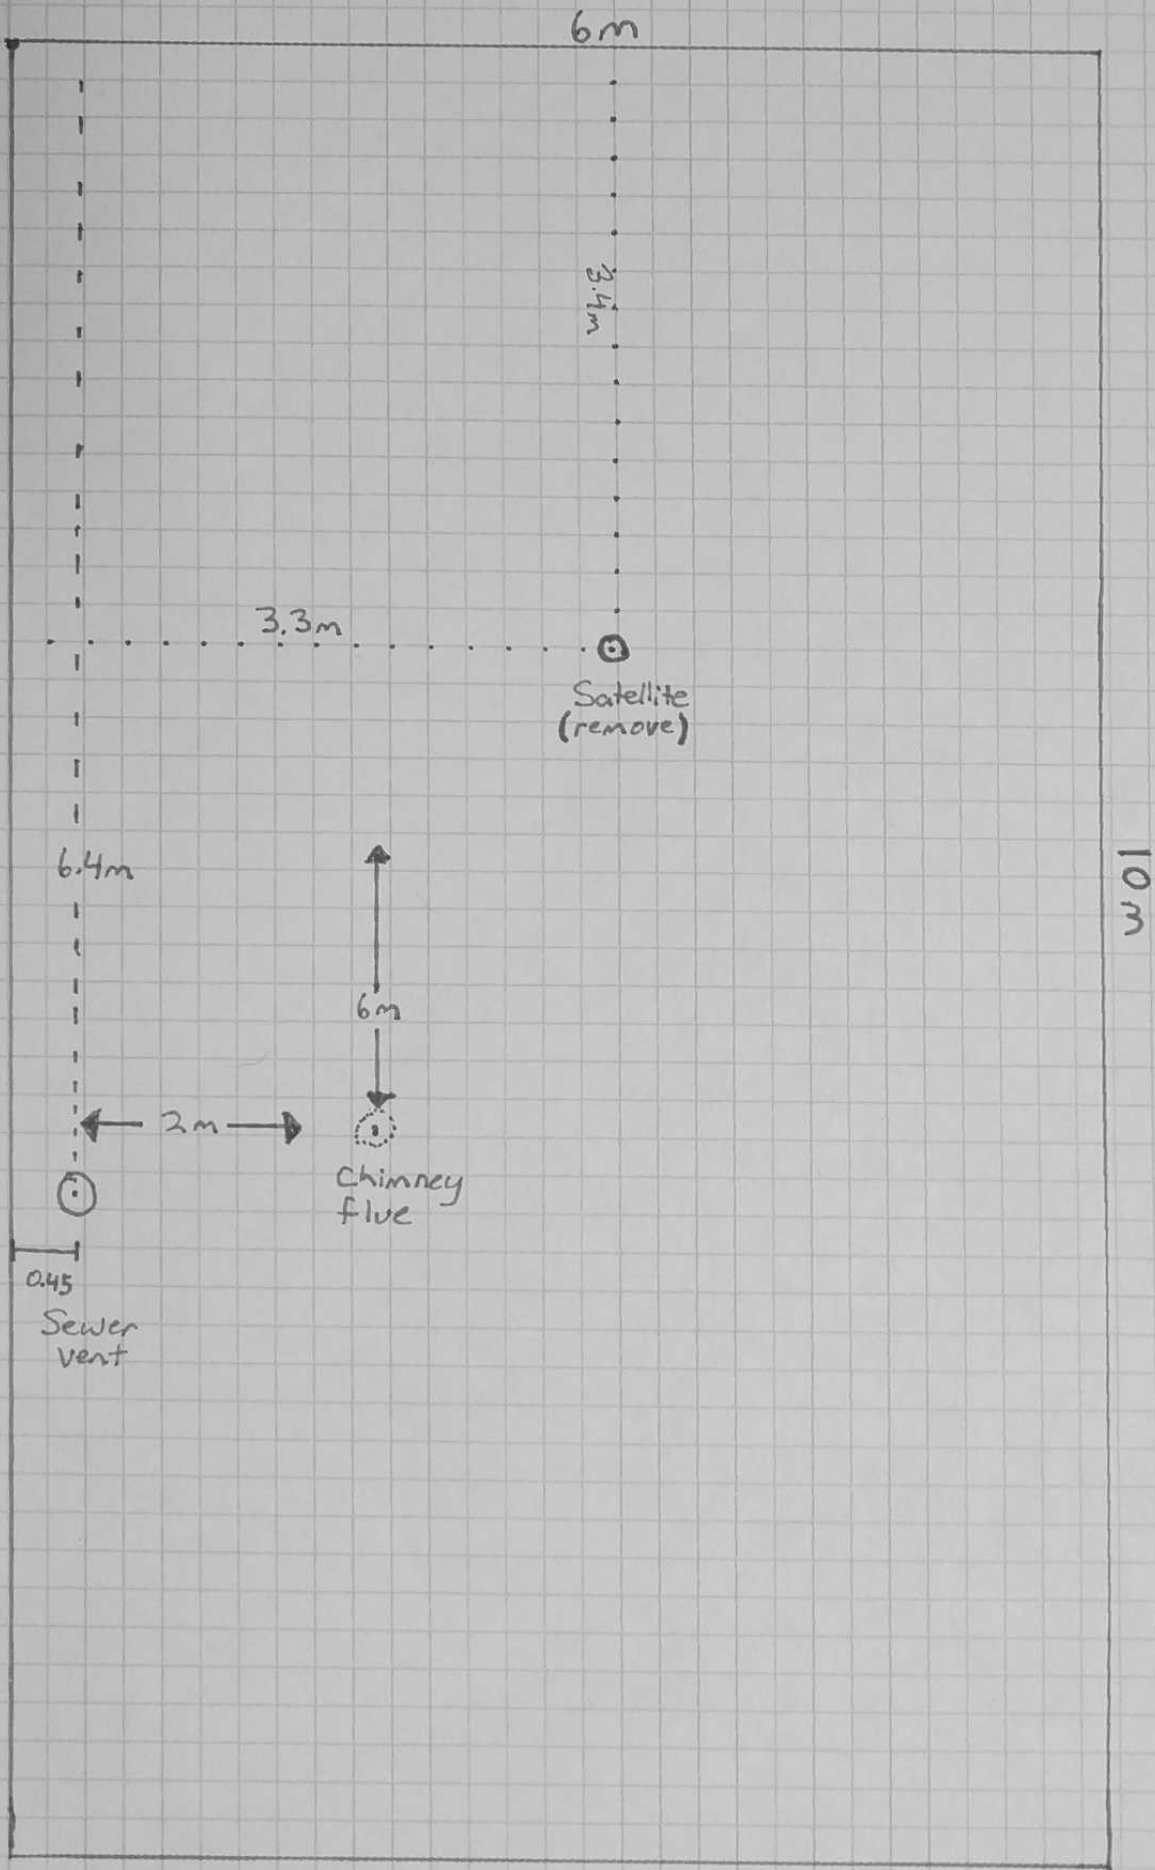 6m
3.4m
3.3m
Satellite
(remove)
6.4m
10m
6m
2m
Chimney
flue
0.45
Sewer
vent